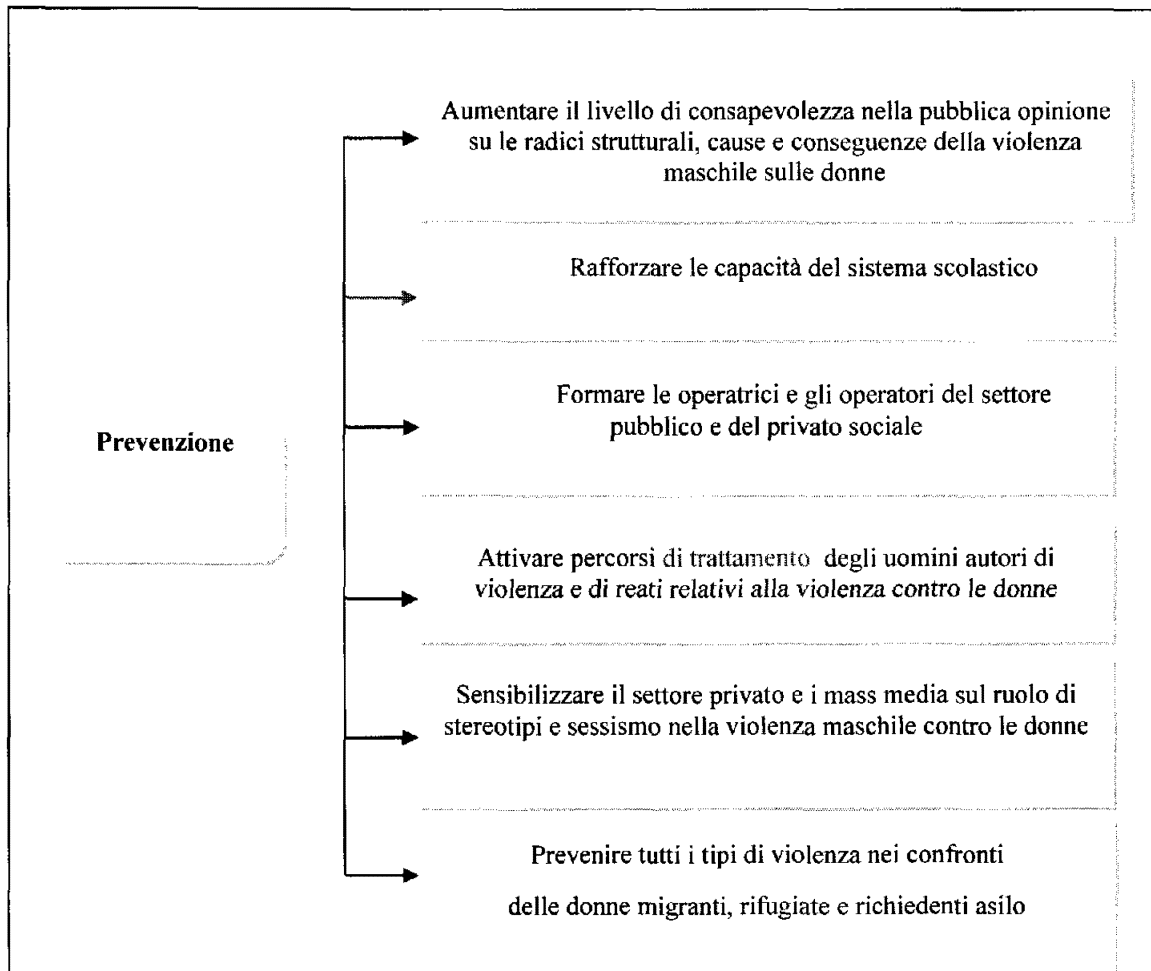 Aumentare il livello di consapevolezza nella pubblica opinione
su le radici strutturali, cause e conseguenze della violenza
maschile sulle donne
Rafforzare le capacità del sistema scolastico
Formare le operatrici e gli operatori del settore
pubblico e del privato sociale
Prevenzione
Attivare percorsi di trattamento degli uomini autori di
violenza e di reati relativi alla violenza contro le donne
Sensibilizzare il settore privato e i mass media sul ruolo di
stereotipi e sessismo nella violenza maschile contro le donne
Prevenire tutti i tipi di violenza nei confronti
delle donne migranti, rifugiate e richiedenti asilo